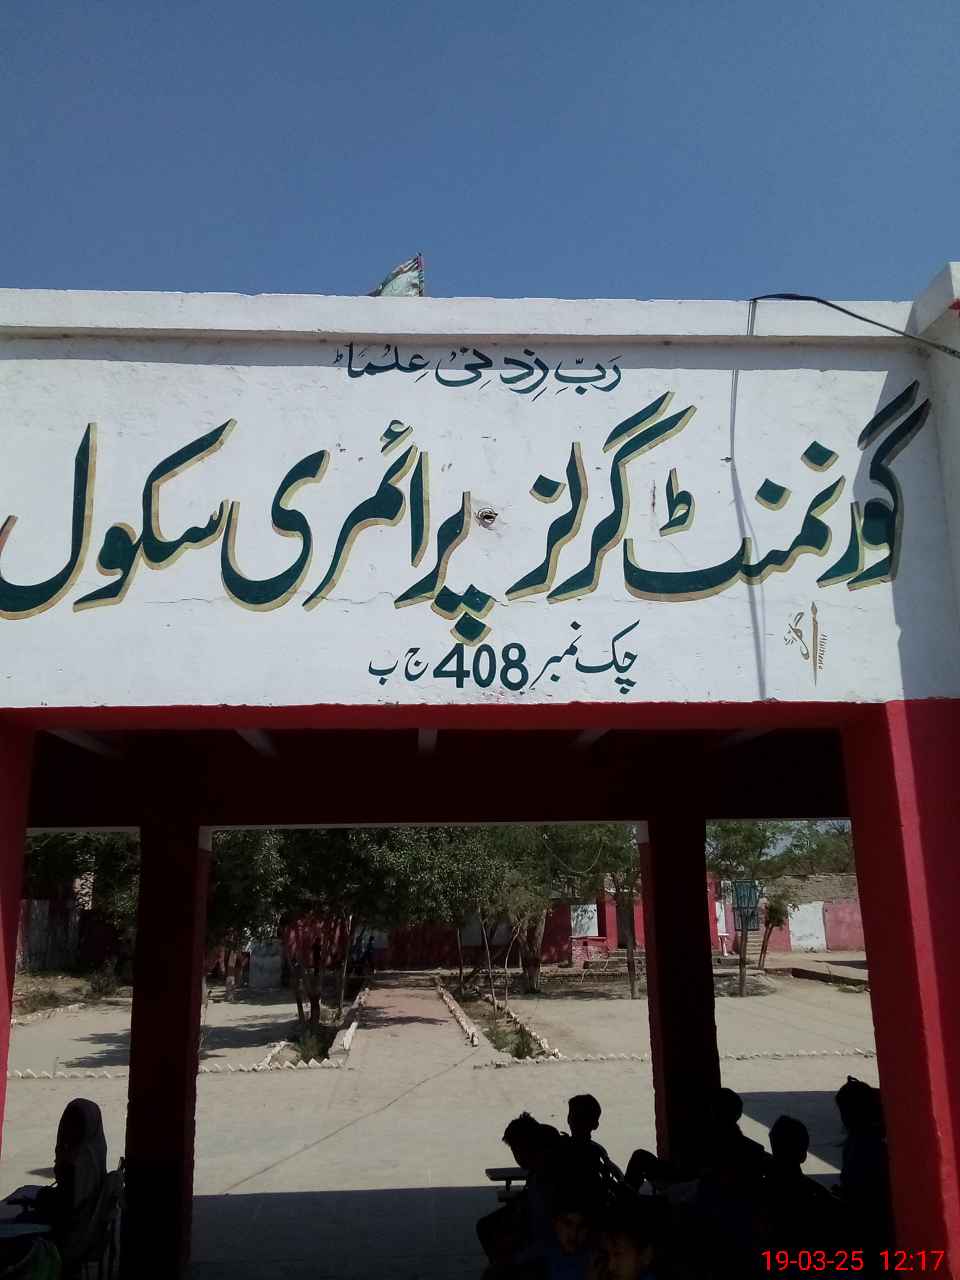 رَبِّ زِدْنِیْ عِلْمَاً
گورنمنٹ گرلز پرائمری سکول
چک نمبر 408 ج ب
19-03-25 12:17